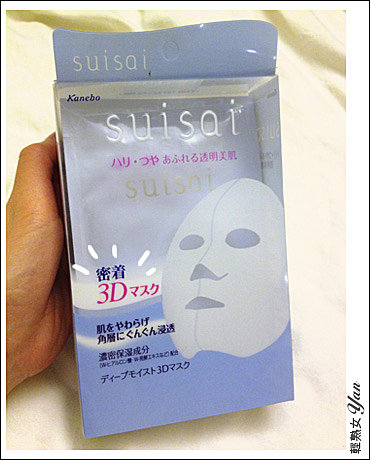 suisai
Kanebo
suisai
ハリ・つや あふれる透明美肌
suisai
密着
3Dマスク
肌をやわらげ
角層にぐんぐん浸透
濃密保湿成分
ディープモイスト3Dマスク
輕熟女 Yan